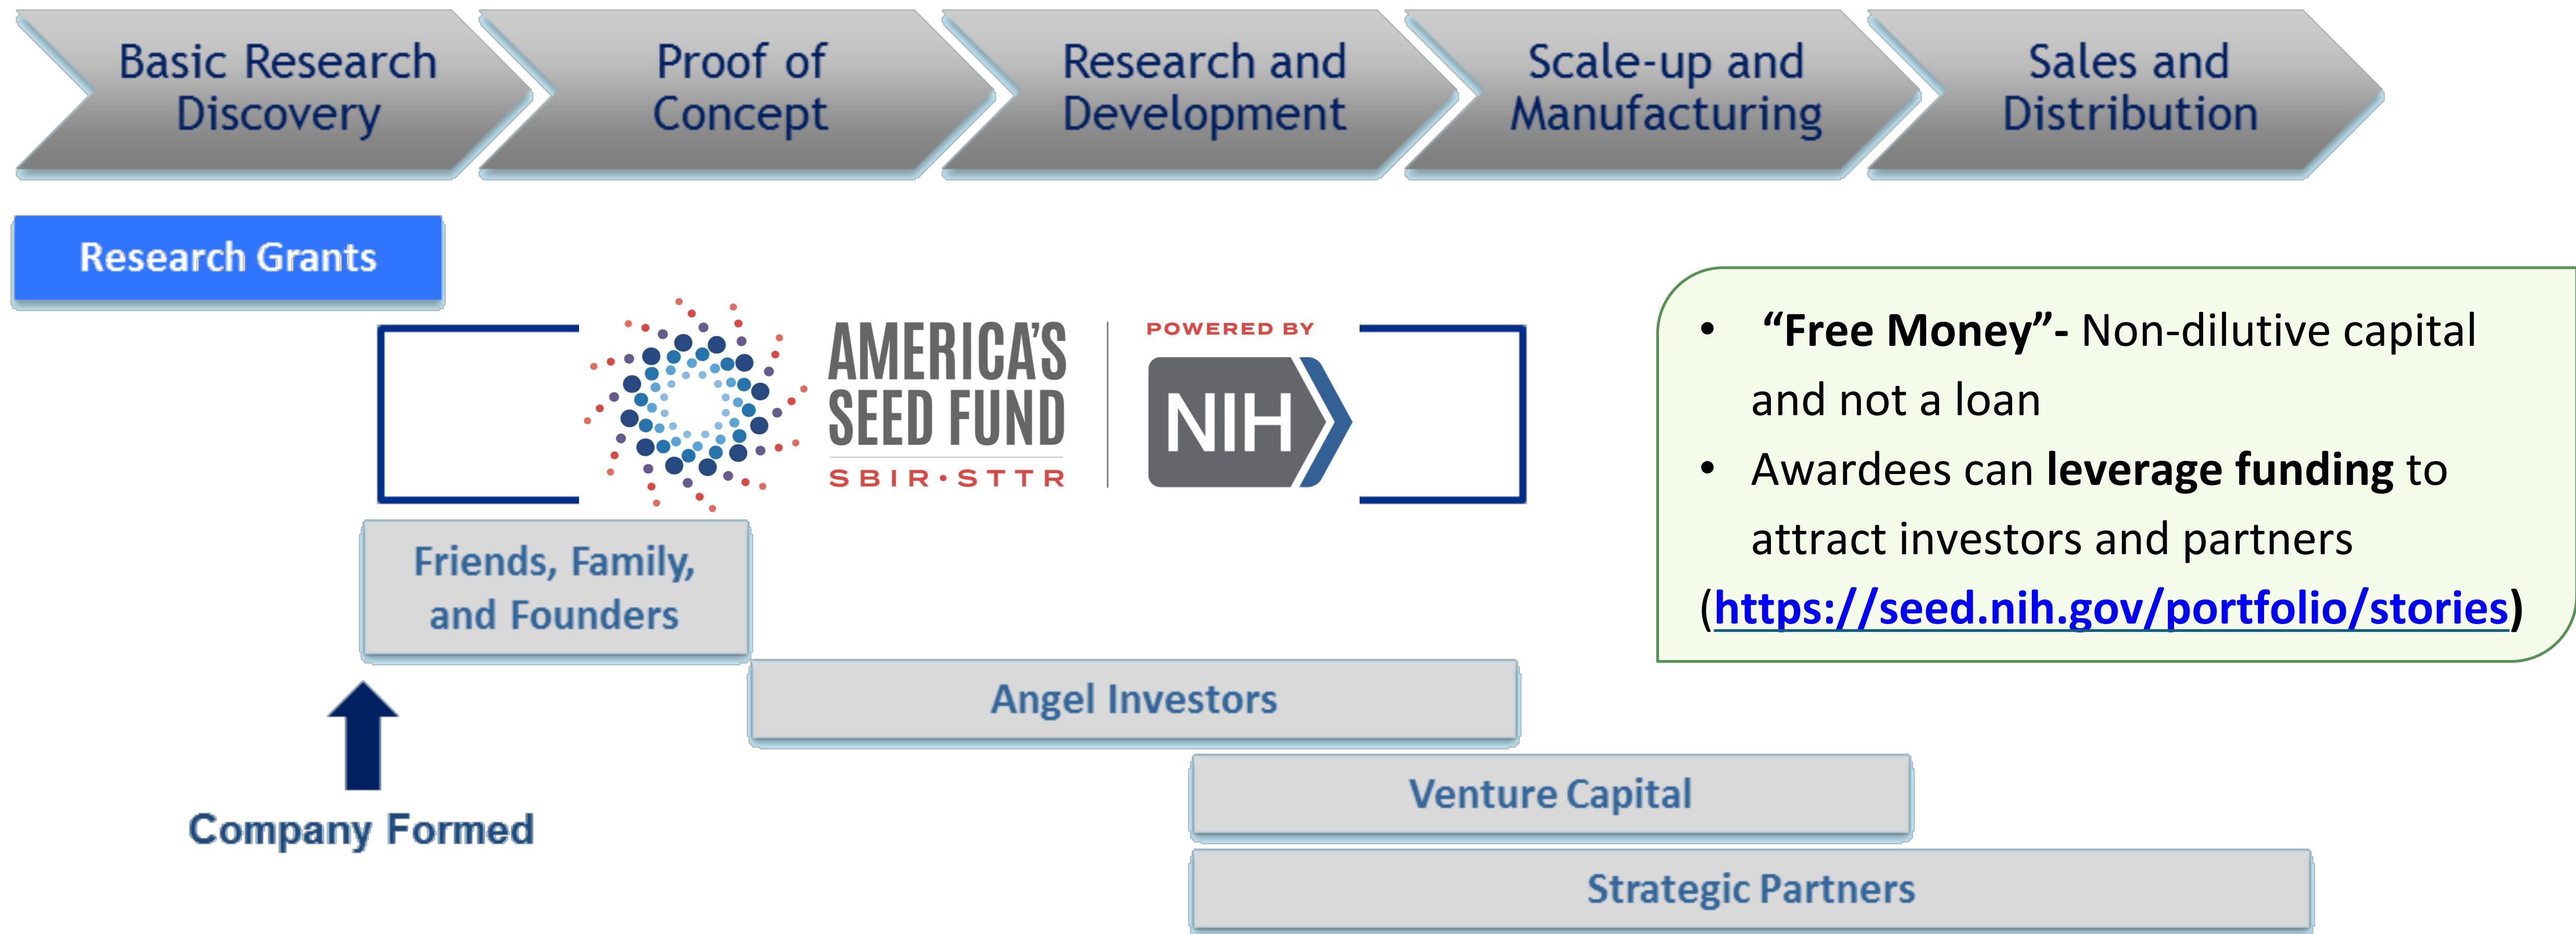 Basic Research
Discovery
Proof of
Concept
Research and
Development
Scale-up and
Manufacturing
Sales and
Distribution
Research Grants
AMERICA'S
SEED FUND
SBIR•STTR
POWERED BY
NIH
• “Free Money”- Non-dilutive capital
and not a loan
• Awardees can leverage funding to
attract investors and partners
(https://seed.nih.gov/portfolio/stories)
Friends, Family,
and Founders
Angel Investors
Company Formed
Venture Capital
Strategic Partners